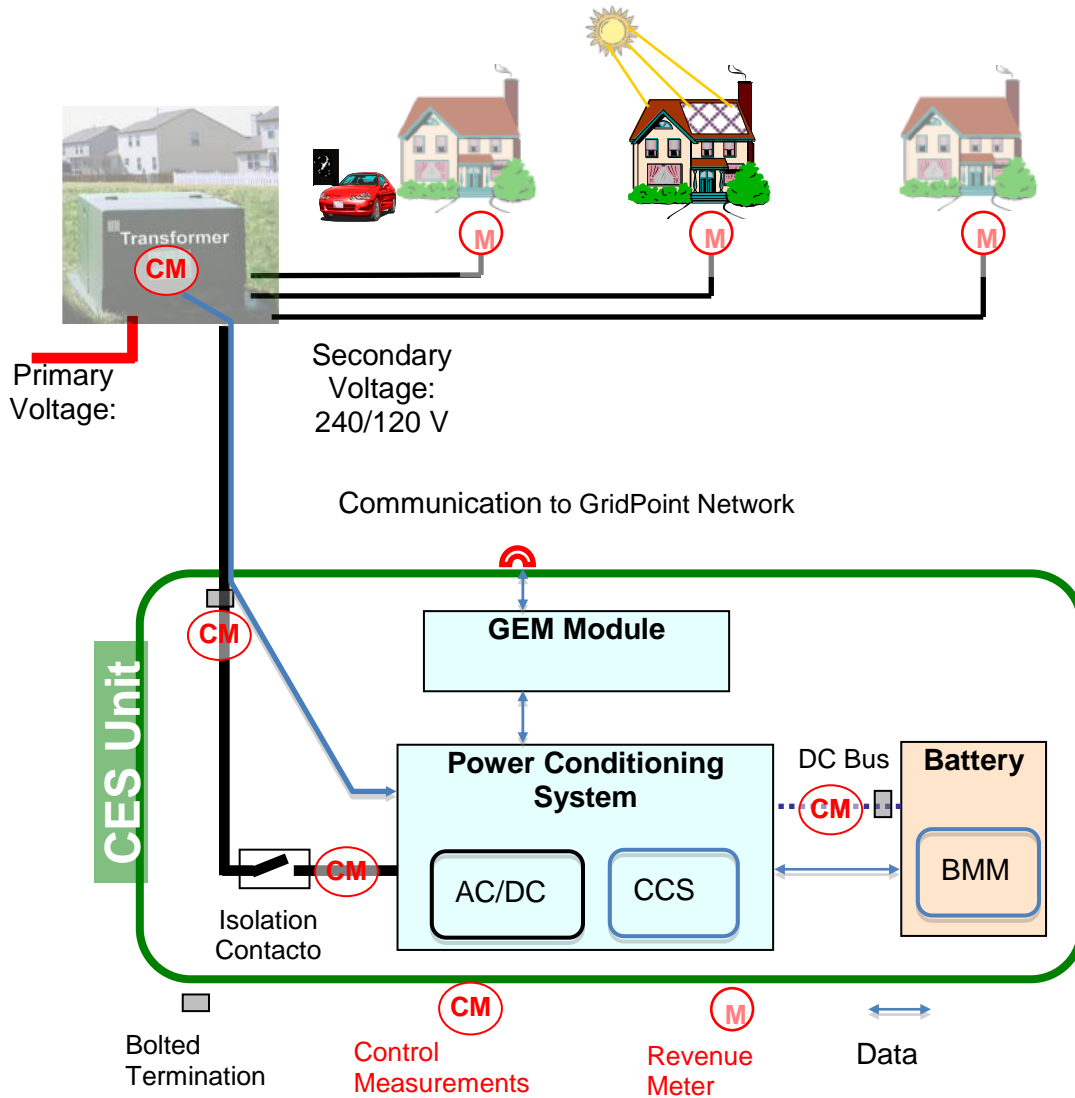 M
M
M
Transformer
CM
Primary
Voltage:
Secondary
Voltage:
240/120 V
Communication to GridPoint Network
CES Unit
CM
GEM Module
Power Conditioning
System
AC/DC
CCS
CM
Isolation
Contacto
DC Bus
CM
Battery
BMM
Bolted
Termination
CM
Control
Measurements
M
Revenue
Meter
Data